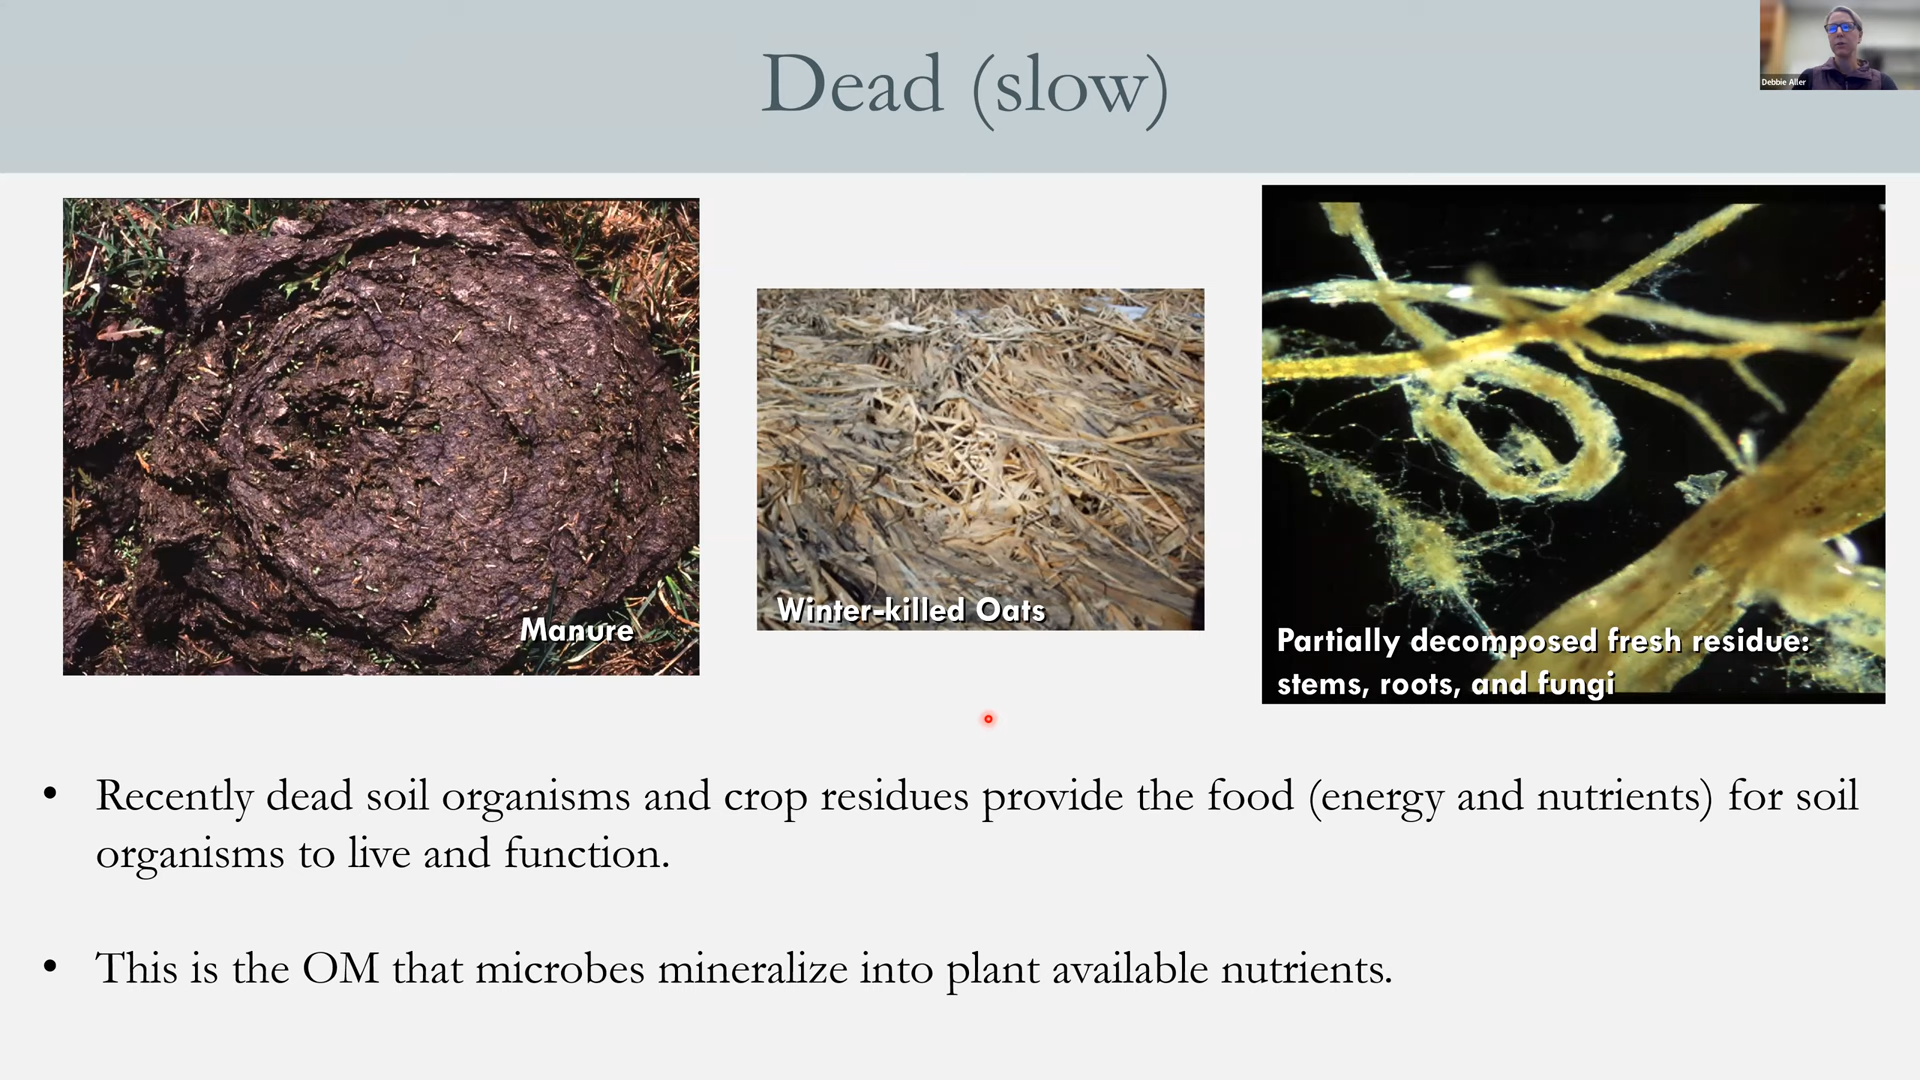 Dead (slow)
Debbie Aller
Manure
Winter-killed Oats
Partially decomposed fresh residue:
stems, roots, and fungi
• Recently dead soil organisms and crop residues provide the food (energy and nutrients) for soil
organisms to live and function.
• This is the OM that microbes mineralize into plant available nutrients.